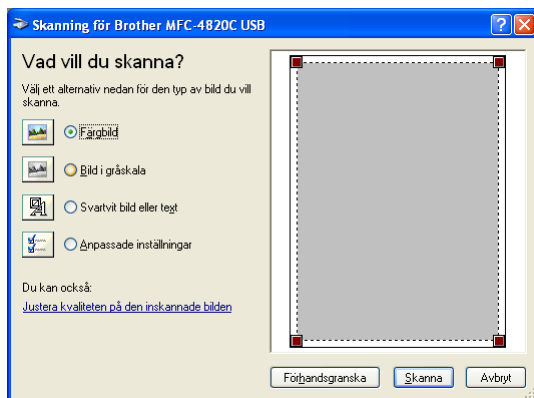 Skanning för Brother MFC-4820C USB
Vad vill du skanna?
Välj ett alternativ nedan för den typ av bild du vill
skanna.
Färgbild
Bild i gråskala
Svartvit bild eller text
Anpassade inställningar
Du kan också:
Justera kvaliteten på den inskannade bilden
Förhandsgranska
Skanna
Avbryt